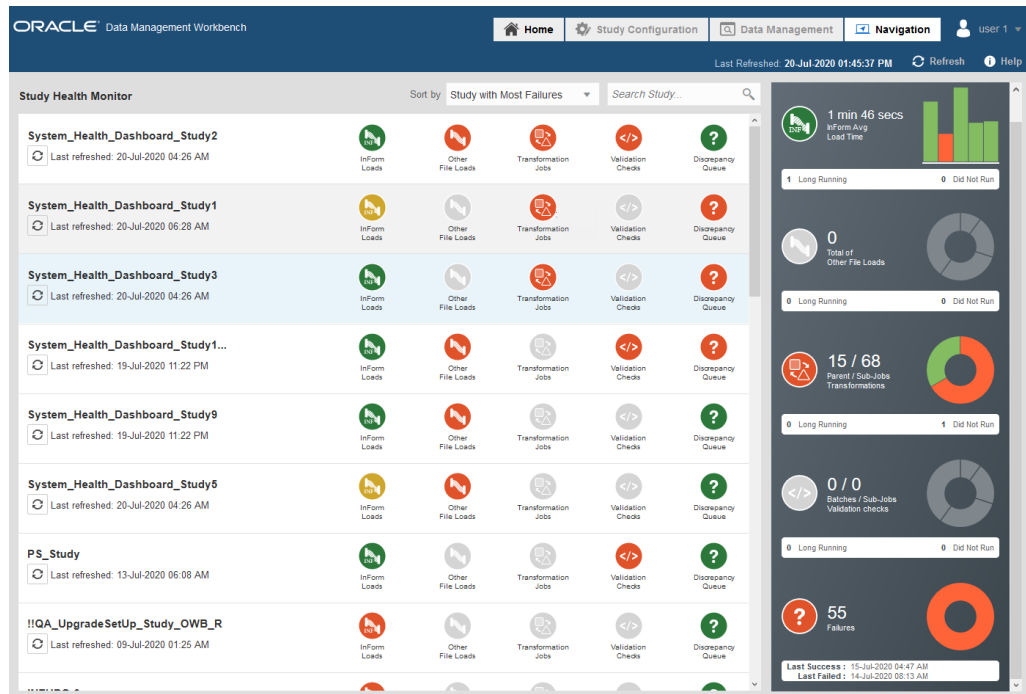 ORACLE® Data Management Workbench
Home
Study Configuration
Data Management
Navigation
user 1
Last Refreshed: 20-Jul-2020 01:45:37 PM
Refresh
Help
Study Health Monitor
Sort by
Study with Most Failures
Search Study...
System_Health_Dashboard_Study2
Last refreshed: 20-Jul-2020 04:26 AM
INF
InForm
Loads
Other
File Loads
Transformation
Jobs
</>
Validation
Checks
?
Discrepancy
Queue
System_Health_Dashboard_Study1
Last refreshed: 20-Jul-2020 06:28 AM
INF
InForm
Loads
Other
File Loads
Transformation
Jobs
</>
Validation
Checks
?
Discrepancy
Queue
System_Health_Dashboard_Study3
Last refreshed: 20-Jul-2020 04:26 AM
INF
InForm
Loads
Other
File Loads
Transformation
Jobs
</>
Validation
Checks
?
Discrepancy
Queue
System_Health_Dashboard_Study1...
Last refreshed: 19-Jul-2020 11:22 PM
INF
InForm
Loads
Other
File Loads
Transformation
Jobs
</>
Validation
Checks
?
Discrepancy
Queue
System_Health_Dashboard_Study9
Last refreshed: 19-Jul-2020 11:22 PM
INF
InForm
Loads
Other
File Loads
Transformation
Jobs
</>
Validation
Checks
?
Discrepancy
Queue
System_Health_Dashboard_Study5
Last refreshed: 20-Jul-2020 04:26 AM
INF
InForm
Loads
Other
File Loads
Transformation
Jobs
</>
Validation
Checks
?
Discrepancy
Queue
PS_Study
Last refreshed: 13-Jul-2020 06:08 AM
INF
InForm
Loads
Other
File Loads
Transformation
Jobs
</>
Validation
Checks
?
Discrepancy
Queue
!!QA_UpgradeSetUp_Study_OWB_R
Last refreshed: 09-Jul-2020 01:25 AM
INF
InForm
Loads
Other
File Loads
Transformation
Jobs
</>
Validation
Checks
?
Discrepancy
Queue
INF
1 min 46 secs
InForm Avg
Load Time
1 Long Running
0 Did Not Run
0
Total of
Other File Loads
0 Long Running
0 Did Not Run
15 / 68
Parent / Sub-Jobs
Transformations
0 Long Running
1 Did Not Run
</>
0 / 0
Batches / Sub-Jobs
Validation checks
0 Long Running
0 Did Not Run
?
55
Failures
Last Success : 15-Jul-2020 04:47 AM
Last Failed : 14-Jul-2020 08:13 AM